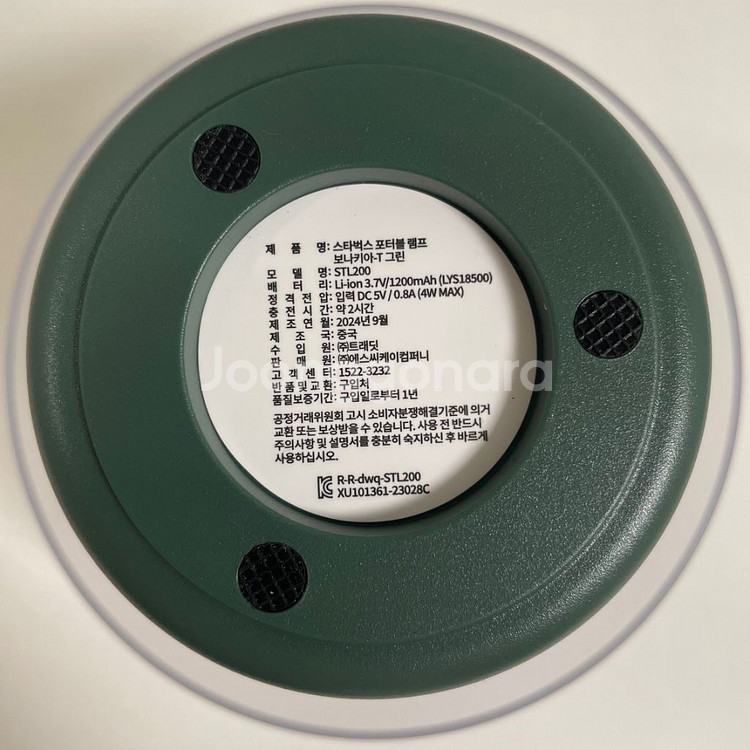 제 품 명: 스타벅스 포터블 램프
보나키아-T 그린
모 델 명: STL200
배 터 리: Li-ion 3.7V/1200mAh (LYS18500)
정 격 전 압: 입력 DC 5V / 0.8A (4W MAX)
충 전 시 간: 약 2시간
제 조 연 월: 2024년 9월
제 조 국: 중국
수 입 원: ㈜트래딧
판 매 원: ㈜에스씨케이컴퍼니
고 객 센 터: 1522-3232
반 품 및 교 환: 구입처
품질보증기간: 구입일로부터 1년
공정거래위원회 고시 소비자분쟁해결기준에 의거
교환 또는 보상받을 수 있습니다. 사용 전 반드시
주의사항 및 설명서를 충분히 숙지하신 후 바르게
사용하십시오.
R-R-dwq-STL200
XU101361-23028C